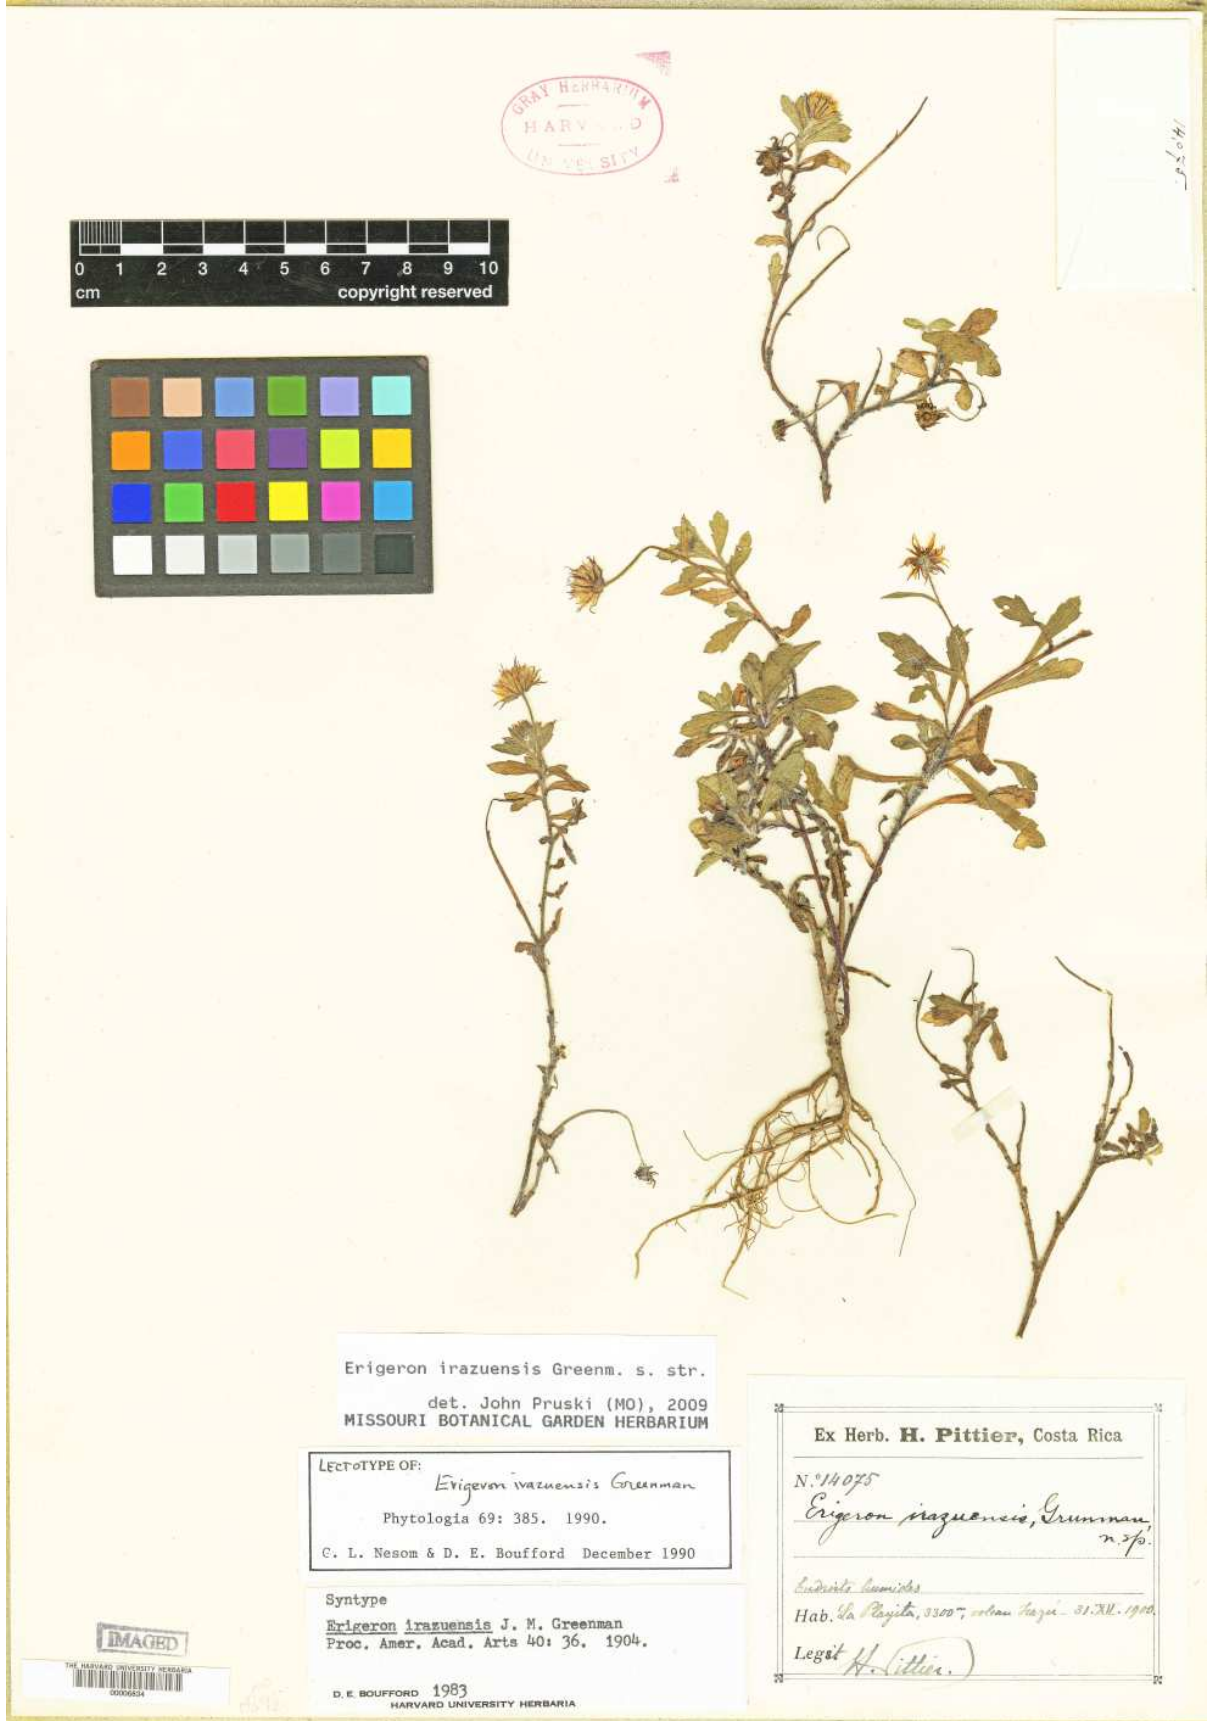 GRAY HERBARIUM
HARVARD
UNIVERSITY
14075
0 1 2 3 4 5 6 7 8 9 10
cm copyright reserved
Erigeron irazuensis Greenm. s. str.
det. John Pruski (MO), 2009
MISSOURI BOTANICAL GARDEN HERBARIUM
LECTOTYPE OF:
Erigeron irazuensis Greenman
Phytologia 69: 385. 1990.
G. L. Nesom & D. E. Boufford December 1990
Syntype
Erigeron irazuensis J. M. Greenman
Proc. Amer. Acad. Arts 40: 36. 1904.
D. E. BOUFFORD 1983
HARVARD UNIVERSITY HERBARIA
Ex Herb. H. Pittier, Costa Rica
N.º 14075
Erigeron irazuensis, Greenman,
n. sp.
Endroits humides
Hab. La Playita, 3300m, volcan Irazú - 31.XII.1900.
Legit H. Pittier.
IMAGED
THE HARVARD UNIVERSITY HERBARIA
00006834